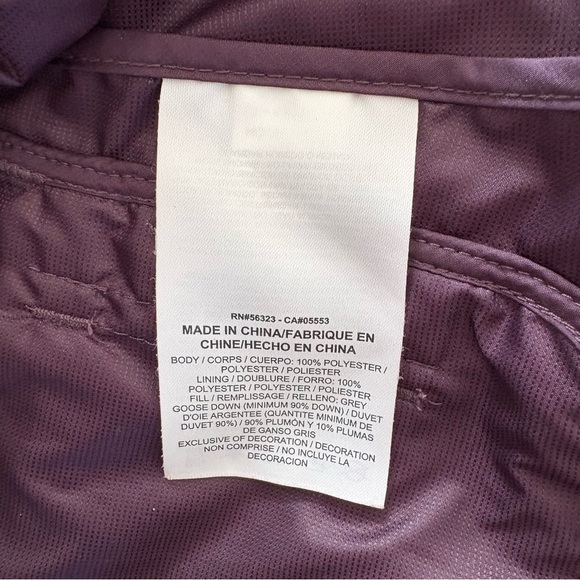 RN#56323 - CA#05553
MADE IN CHINA/FABRIQUE EN
CHINE/HECHO EN CHINA
BODY / CORPS / CUERPO: 100% POLYESTER /
POLYESTER / POLIESTER
LINING / DOUBLURE / FORRO: 100%
POLYESTER / POLYESTER / POLIESTER
FILL / REMPLISSAGE / RELLENO: GREY
GOOSE DOWN (MINIMUM 90% DOWN) / DUVET
D'OIE ARGENTEE (QUANTITE MINIMUM DE
DUVET 90%) / 90% PLUMÓN Y 10% PLUMAS
DE GANSO GRIS
EXCLUSIVE OF DECORATION / DECORATION
NON COMPRISE / NO INCLUYE LA
DECORACION